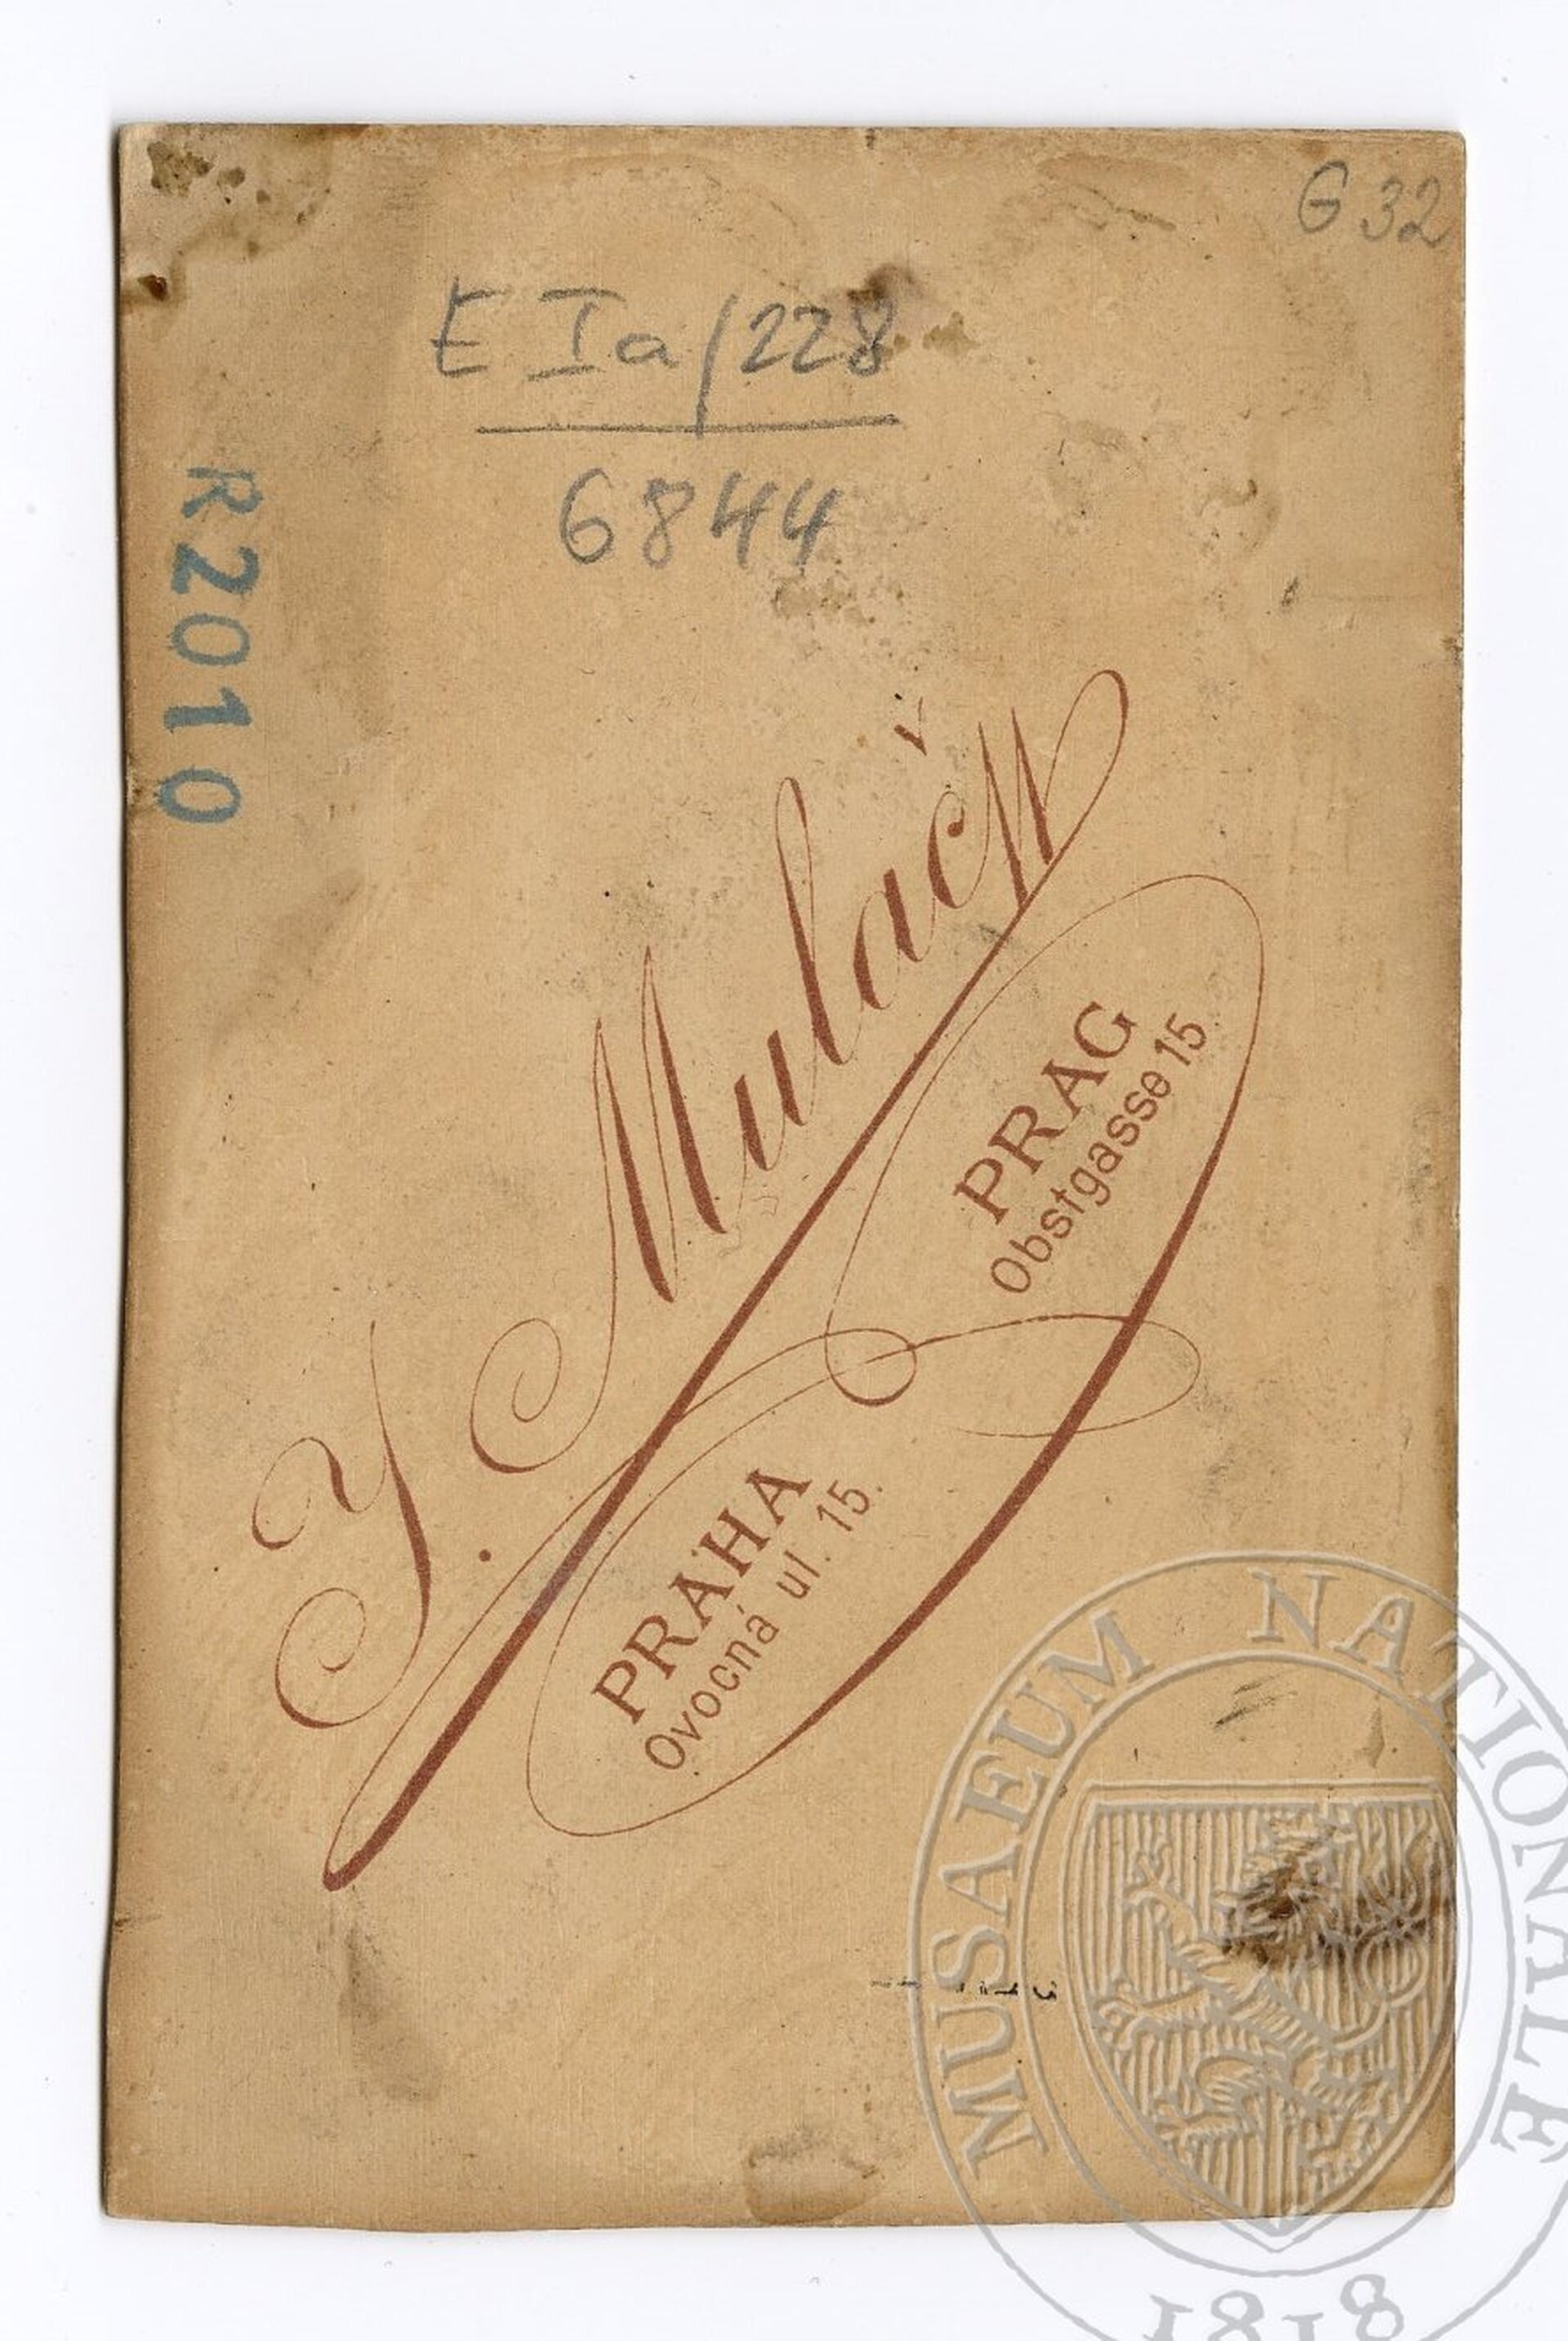 G 32
E Ia/228
6844
R2010
J. Mulač
PRAG
Obstgasse 15.
PRAHA
Ovocná ul. 15.
MUSAEUM NATIONALE
1818